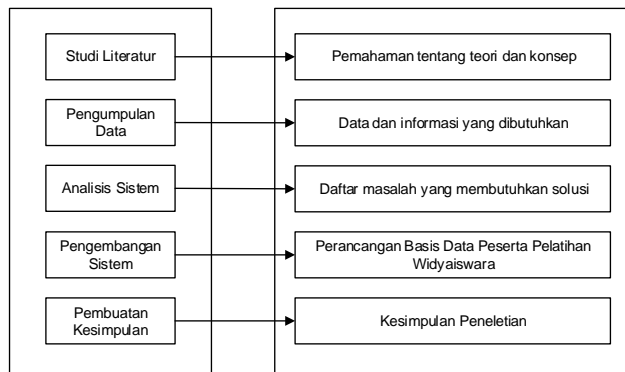 Studi Literatur
Pemahaman tentang teori dan konsep
Pengumpulan
Data
Data dan informasi yang dibutuhkan
Analisis Sistem
Daftar masalah yang membutuhkan solusi
Pengembangan
Sistem
Perancangan Basis Data Peserta Pelatihan
Widyaiswara
Pembuatan
Kesimpulan
Kesimpulan Peneletian